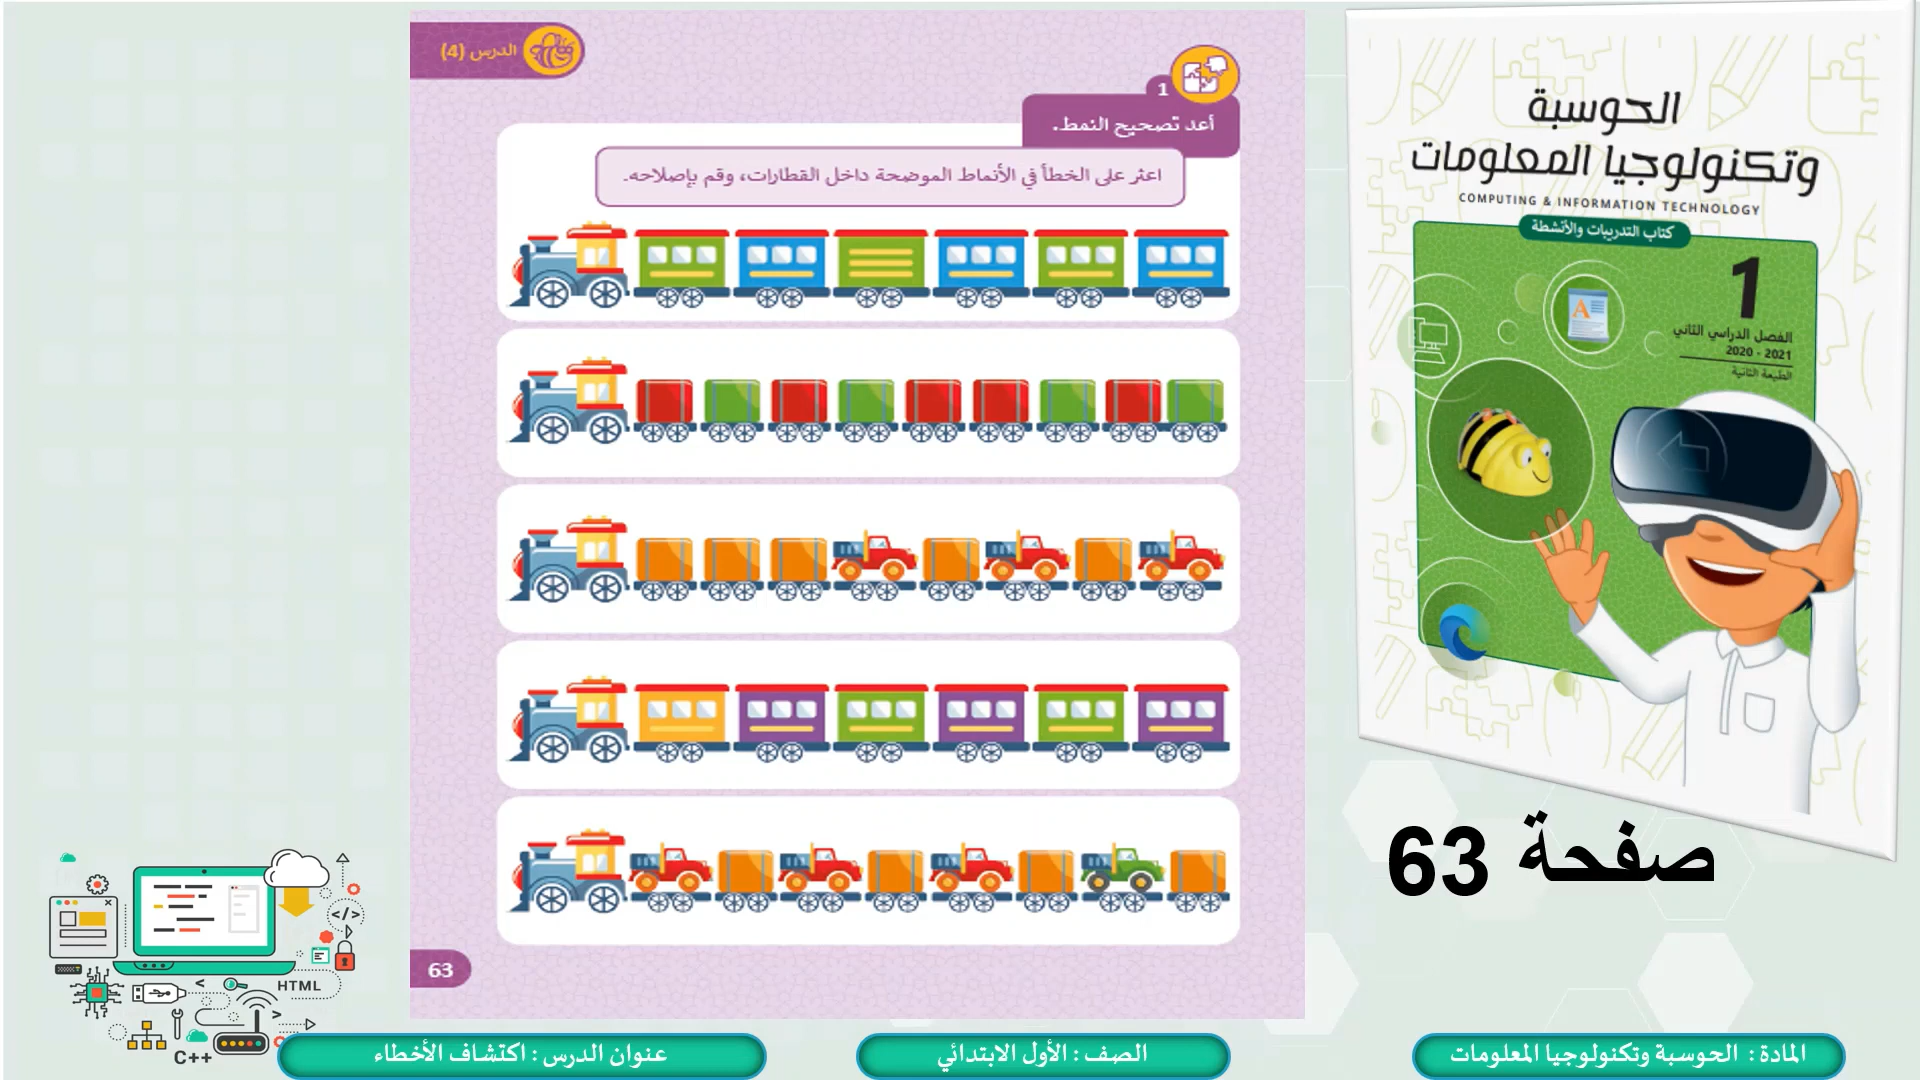 الدرس (4)
1
أعد تصحيح النمط.
اعثر على الخطأ في الأنماط الموضحة داخل القطارات، وقم بإصلاحه.
63
الحوسبة
وتكنولوجيا المعلومات
COMPUTING & INFORMATION TECHNOLOGY
كتاب التدريبات والأنشطة
1
الفصل الدراسي الثاني
2020 - 2021
الطبعة الثانية
A
صفحة 63
</>
HTML
C++
المادة : الحوسبة وتكنولوجيا المعلومات
الصف : الأول الابتدائي
عنوان الدرس : اكتشاف الأخطاء